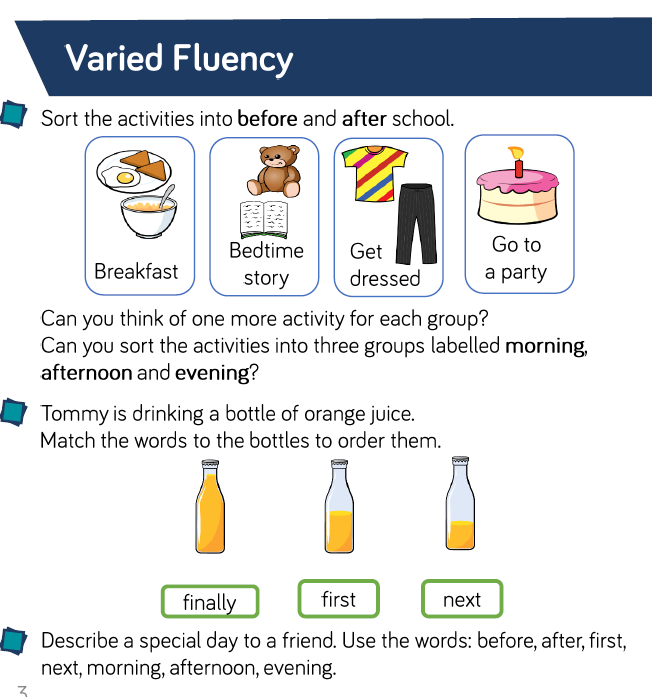 Varied Fluency
Sort the activities into before and after school.
Breakfast
Bedtime
story
Get
dressed
Go to
a party
Can you think of one more activity for each group?
Can you sort the activities into three groups labelled morning,
afternoon and evening?
Tommy is drinking a bottle of orange juice.
Match the words to the bottles to order them.
finally
first
next
Describe a special day to a friend. Use the words: before, after, first,
next, morning, afternoon, evening.
3